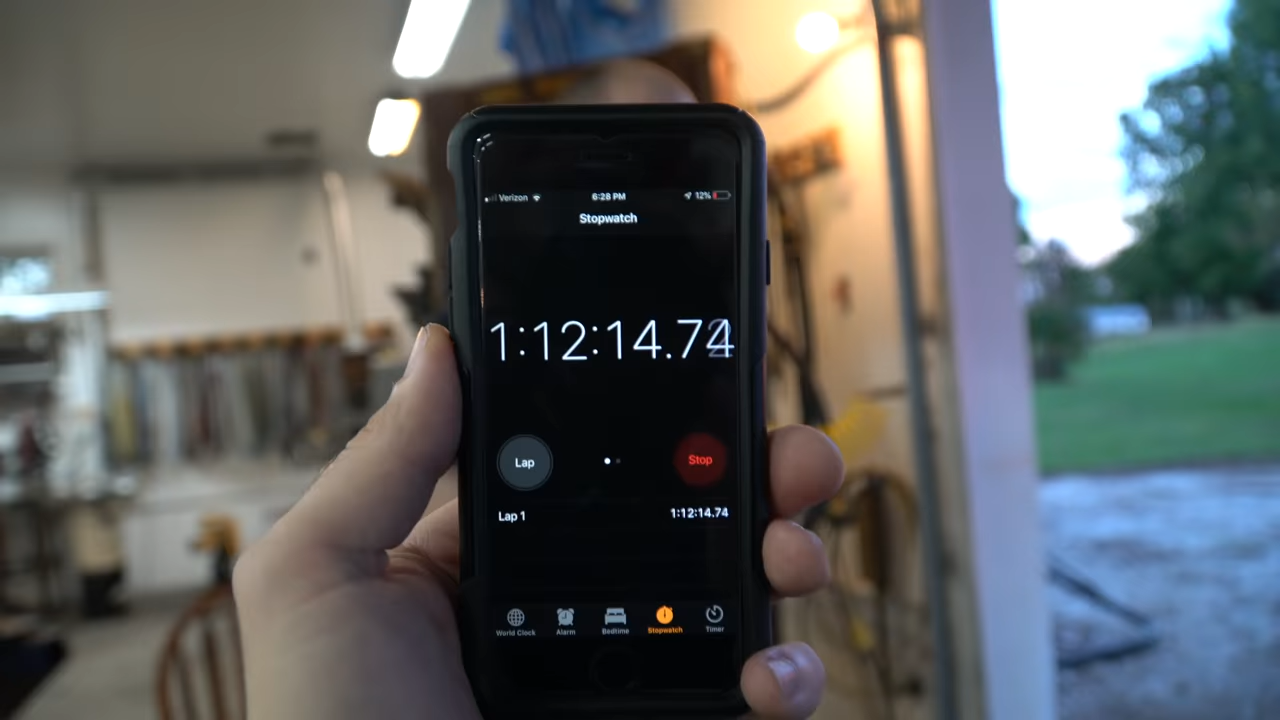 Verizon 6:28 PM 12%
Stopwatch
1:12:14.74
Lap Stop
Lap 1 1:12:14.74
World Clock Alarm Bedtime Stopwatch Timer